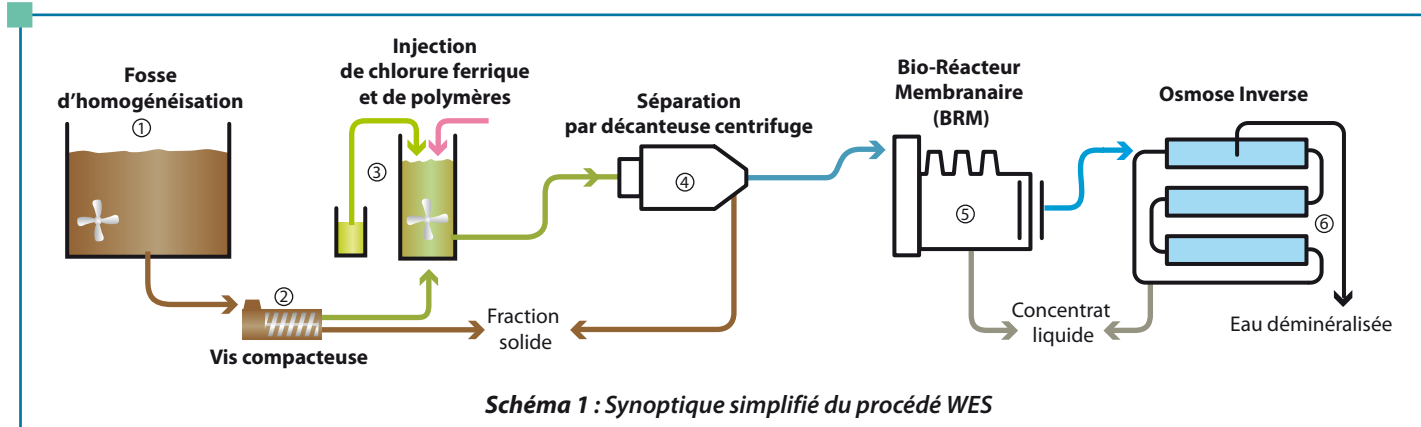 Fosse
d'homogénéisation
①
②
Vis compacteuse
Injection
de chlorure ferrique
et de polymères
③
Séparation
par décanteuse centrifuge
④
Fraction
solide
Bio-Réacteur
Membranaire
(BRM)
⑤
Concentrat
liquide
Osmose Inverse
⑥
Eau déminéralisée
Schéma 1 : Synoptique simplifié du procédé WES